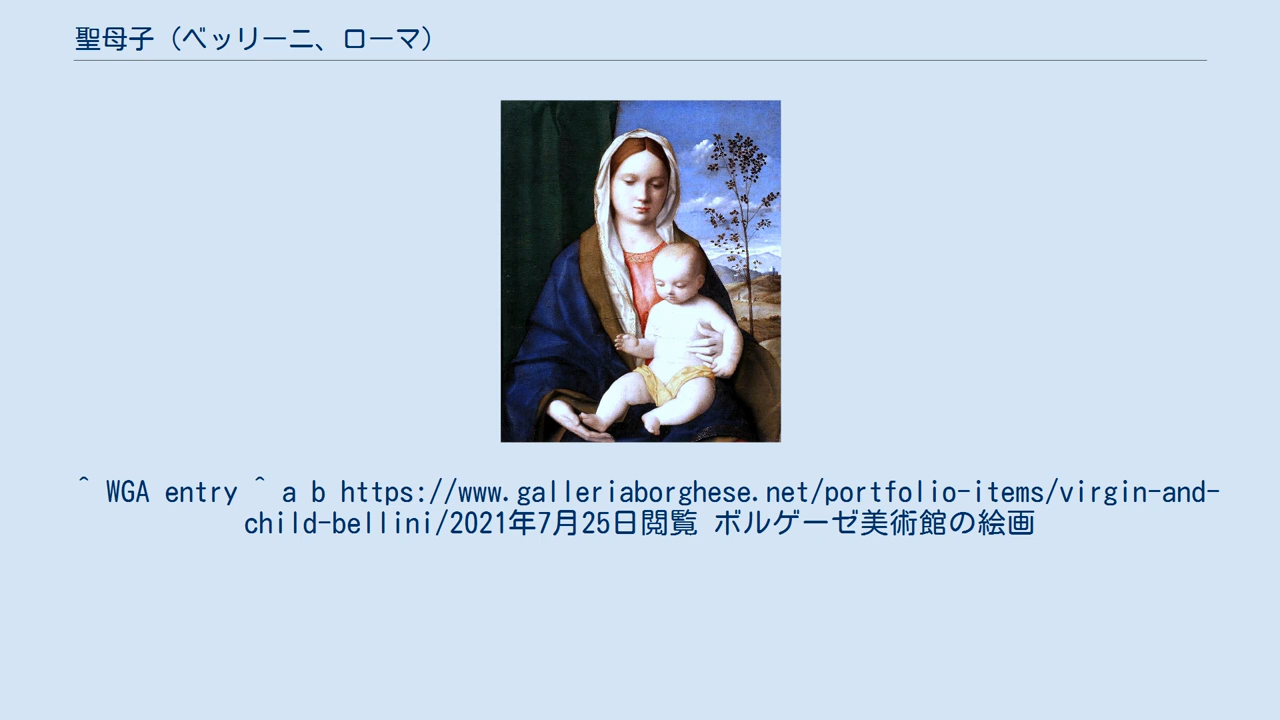 聖母子（ベッリーニ、ローマ）
^ WGA entry ^ a b https://www.galleriaborghese.net/portfolio-items/virgin-and-
child-bellini/2021年7月25日閲覧 ボルゲーゼ美術館の絵画